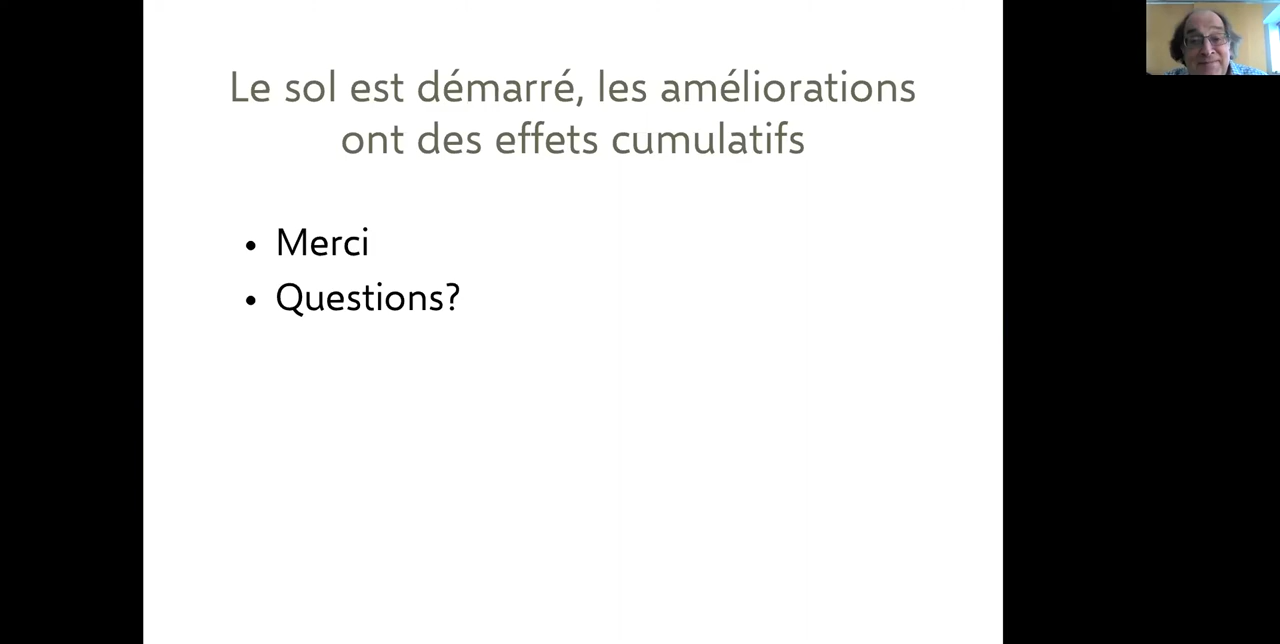 Le sol est démarré, les améliorations
ont des effets cumulatifs
• Merci
• Questions?